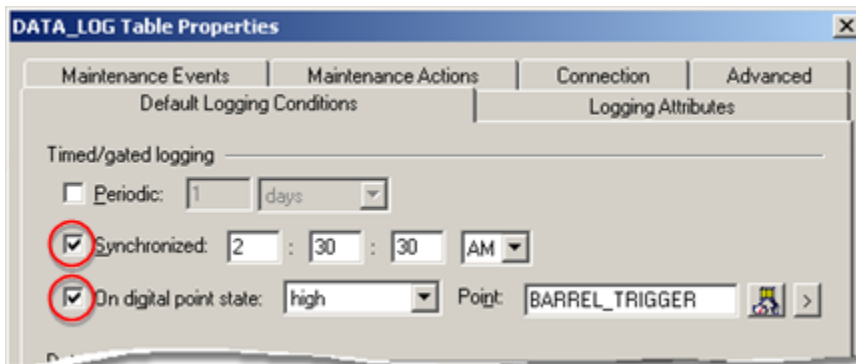 DATA_LOG Table Properties
Maintenance Events Maintenance Actions Connection Advanced
Default Logging Conditions Logging Attributes
Timed/gated logging
Periodic: 1 days
Synchronized: 2 : 30 : 30 AM
On digital point state: high Point: BARREL_TRIGGER >